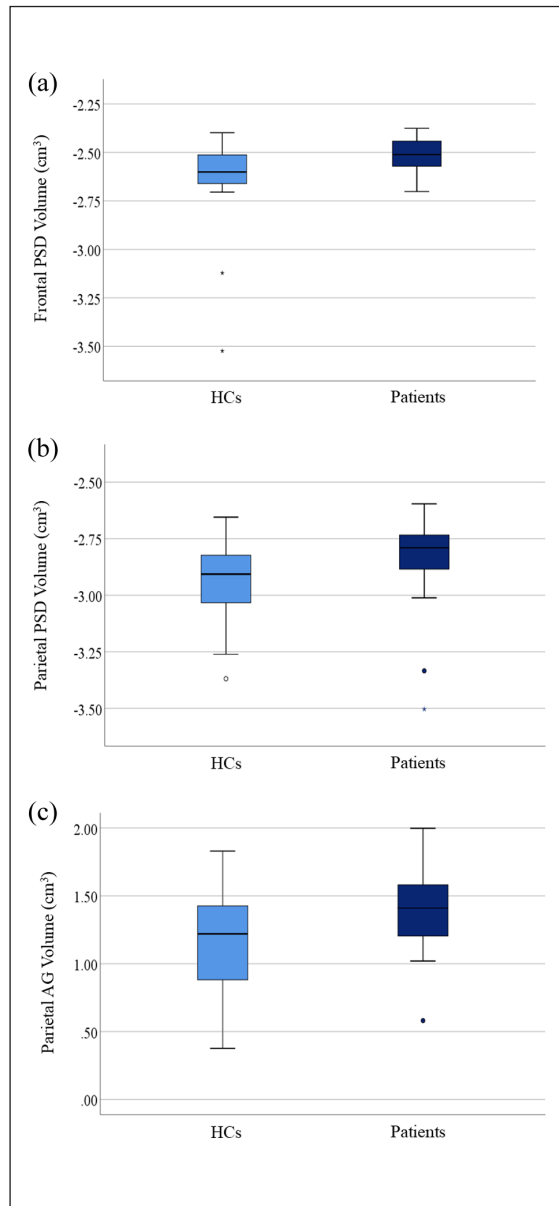 (a)
Frontal PSD Volume (cm³)
-2.25
-2.50
-2.75
-3.00
-3.25
-3.50
HCs
Patients
(b)
Parietal PSD Volume (cm³)
-2.50
-2.75
-3.00
-3.25
-3.50
HCs
Patients
(c)
Parietal AG Volume (cm³)
2.00
1.50
1.00
.50
.00
HCs
Patients